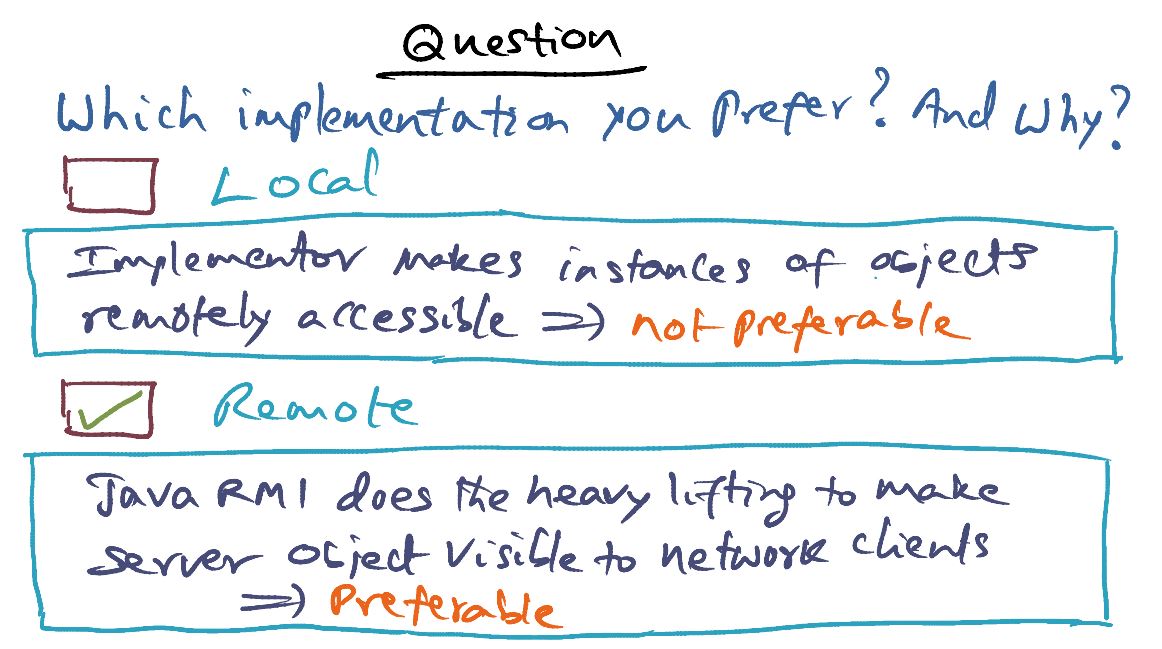 Question
Which implementation you Prefer? And Why?
Local
Implementor makes instances of objects
remotely accessible => not preferable
Remote
Java RMI does the heavy lifting to make
server object visible to network clients
=> Preferable